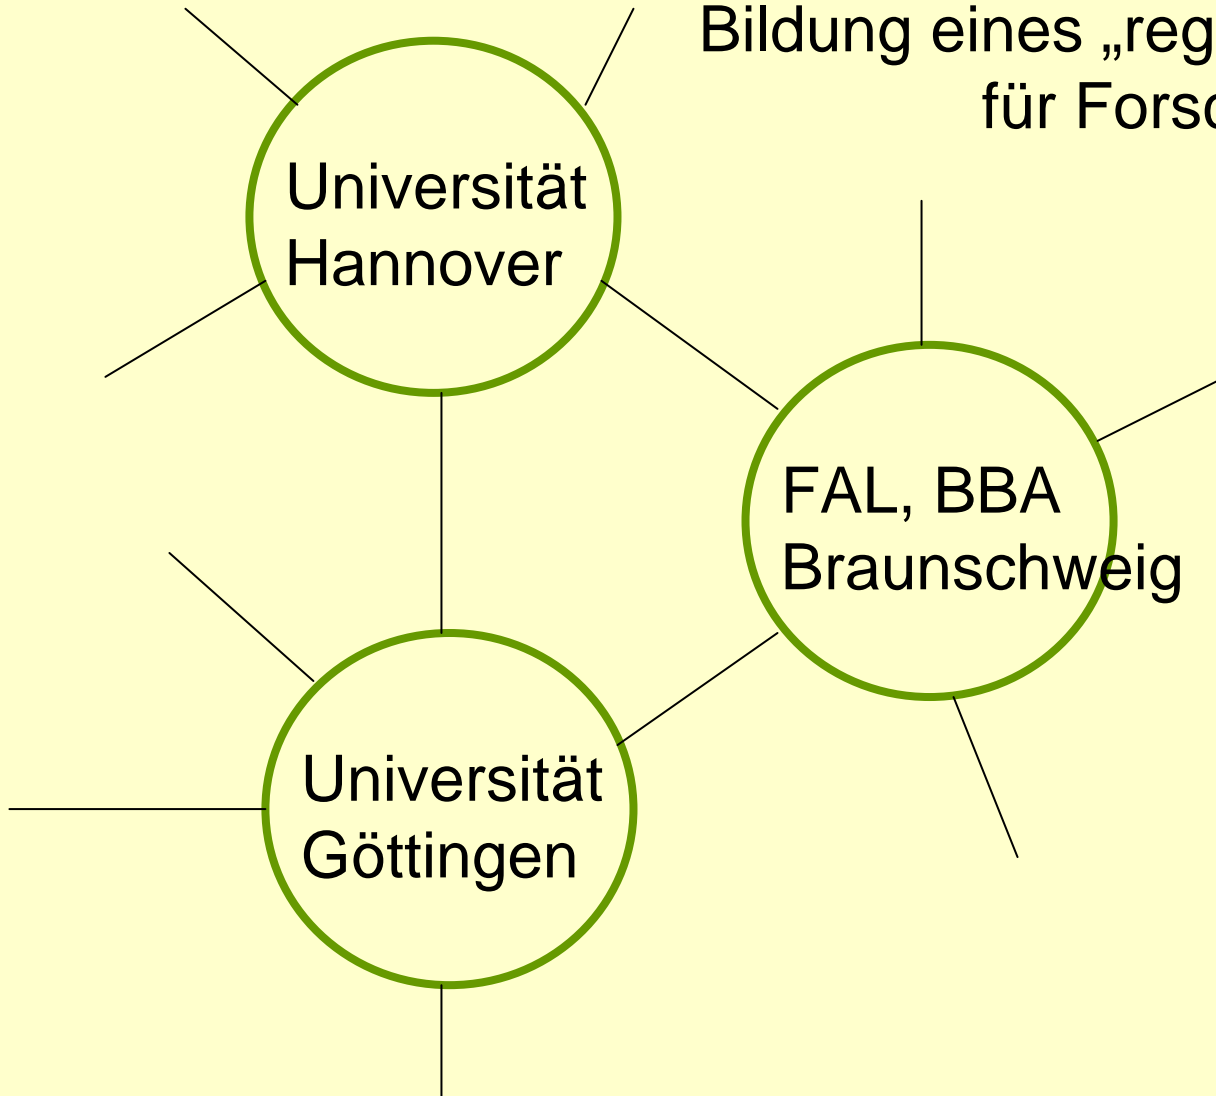 Bildung eines „reg
für Forsc
Universität
Hannover
FAL, BBA
Braunschweig
Universität
Göttingen